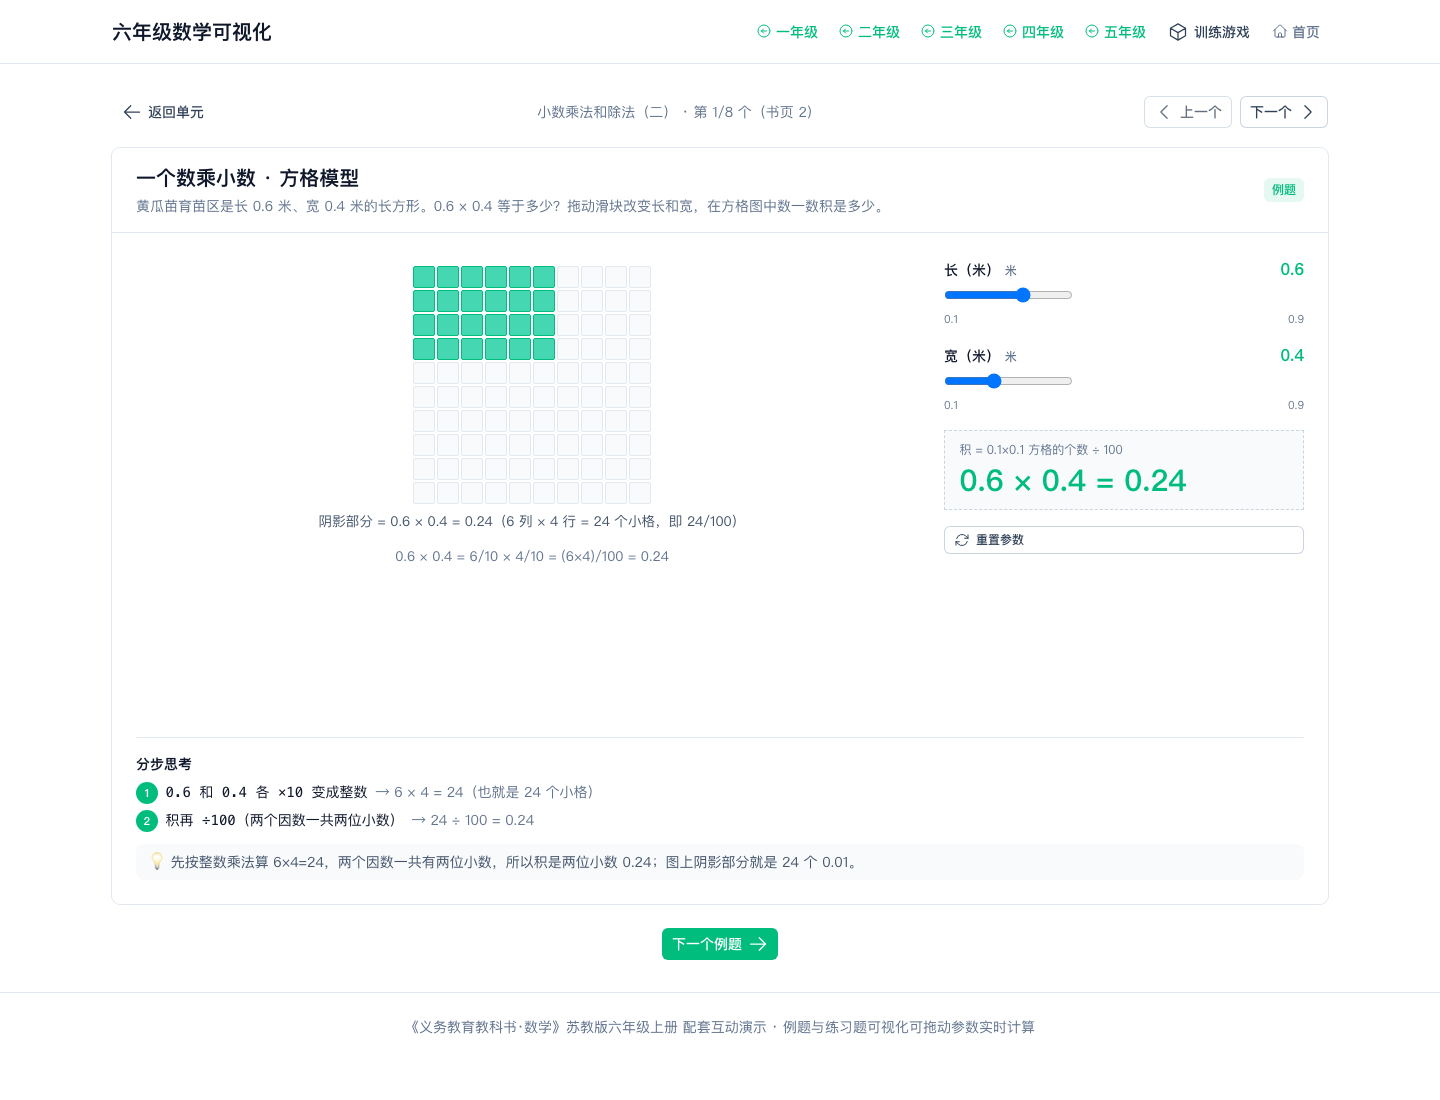 六年级数学可视化
一年级 二年级 三年级 四年级 五年级 训练游戏 首页
返回单元
小数乘法和除法（二） · 第 1/8 个（书页 2）
上一个 下一个
一个数乘小数 · 方格模型
黄瓜苗育苗区是长 0.6 米、宽 0.4 米的长方形。0.6 × 0.4 等于多少？拖动滑块改变长和宽，在方格图中数一数积是多少。
例题
长（米） 米 0.6
0.1 0.9
宽（米） 米 0.4
0.1 0.9
积 = 0.1×0.1 方格的个数 ÷ 100
0.6 × 0.4 = 0.24
重置参数
阴影部分 = 0.6 × 0.4 = 0.24（6 列 × 4 行 = 24 个小格，即 24/100）
0.6 × 0.4 = 6/10 × 4/10 = (6×4)/100 = 0.24
分步思考
1 0.6 和 0.4 各 ×10 变成整数 → 6 × 4 = 24（也就是 24 个小格）
2 积再 ÷100（两个因数一共两位小数） → 24 ÷ 100 = 0.24
💡 先按整数乘法算 6×4=24，两个因数一共有两位小数，所以积是两位小数 0.24；图上阴影部分就是 24 个 0.01。
下一个例题 →
《义务教育教科书·数学》苏教版六年级上册 配套互动演示 · 例题与练习题可视化可拖动参数实时计算